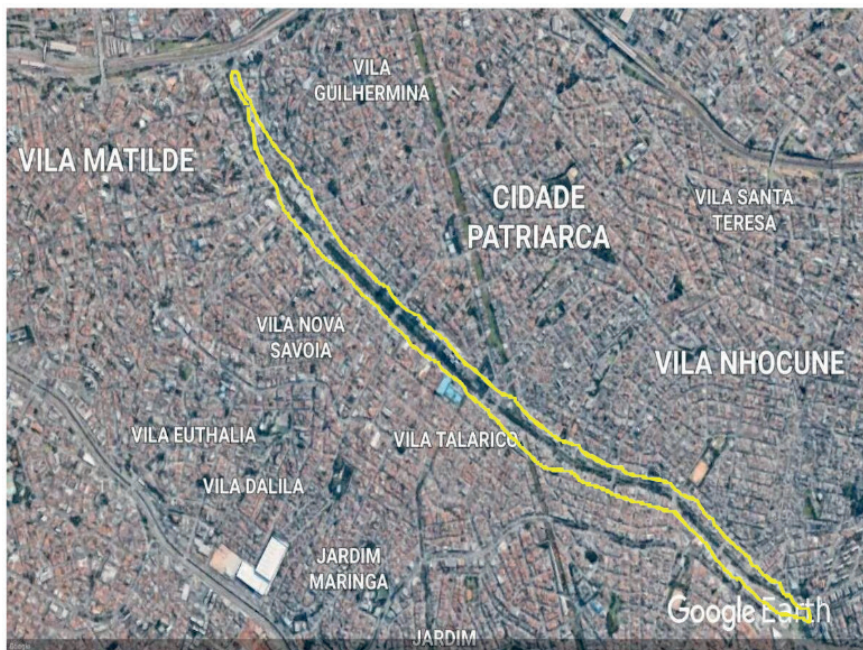 VILA
GUILHERMINA
VILA MATILDE
CIDADE
PATRIARCA
VILA SANTA
TERESA
VILA NOVA
SAVOIA
VILA NHOCUNE
VILA EUTHALIA
VILA TALARICO
VILA DALILA
JARDIM
MARINGA
Google Earth
JARDIM